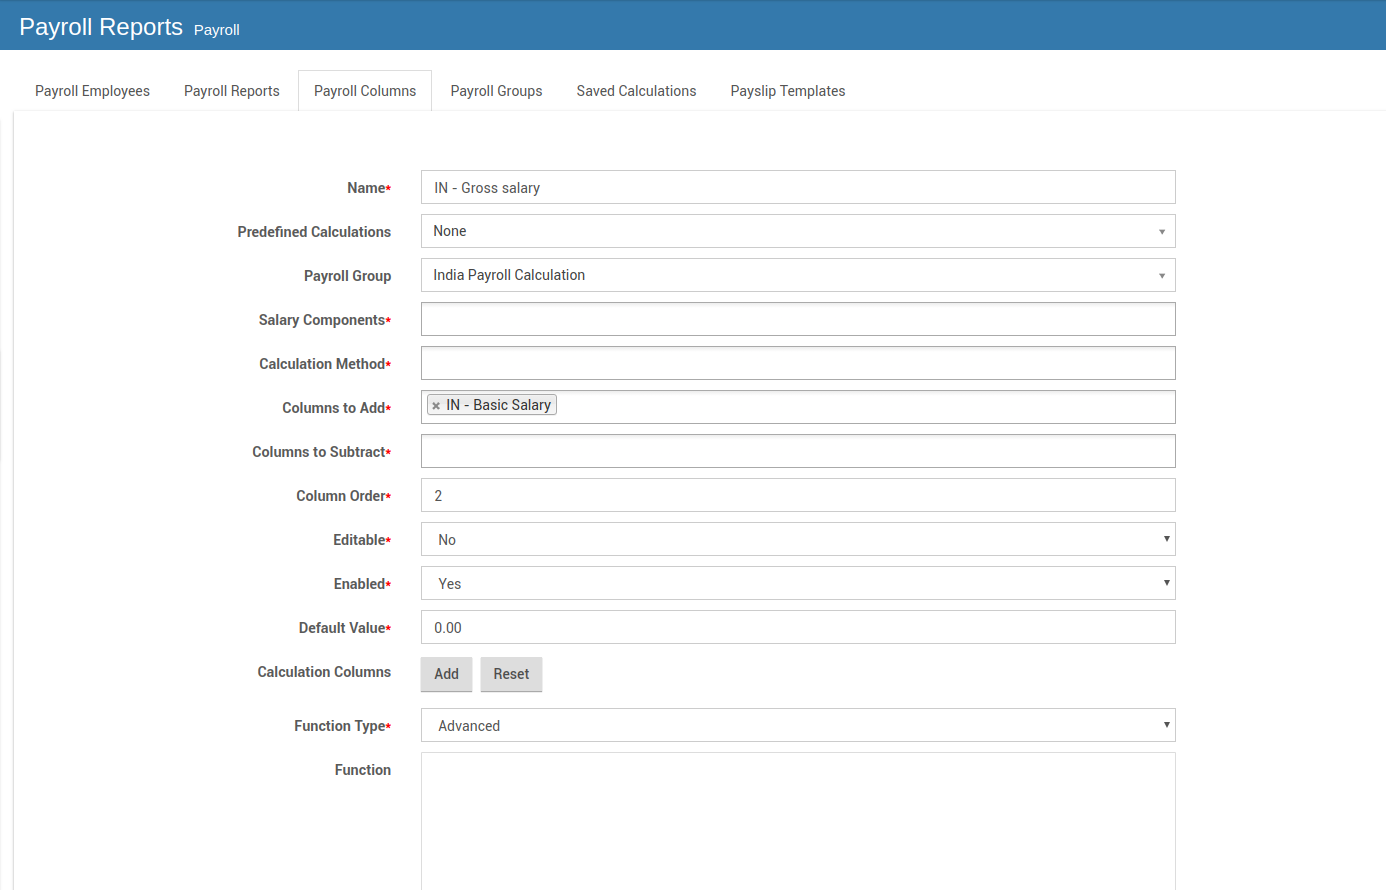 Payroll Reports Payroll
Payroll Employees Payroll Reports Payroll Columns Payroll Groups Saved Calculations Payslip Templates
Name* IN - Gross salary
Predefined Calculations None
Payroll Group India Payroll Calculation
Salary Components*
Calculation Method*
Columns to Add* × IN - Basic Salary
Columns to Subtract*
Column Order* 2
Editable* No
Enabled* Yes
Default Value* 0.00
Calculation Columns Add Reset
Function Type* Advanced
Function